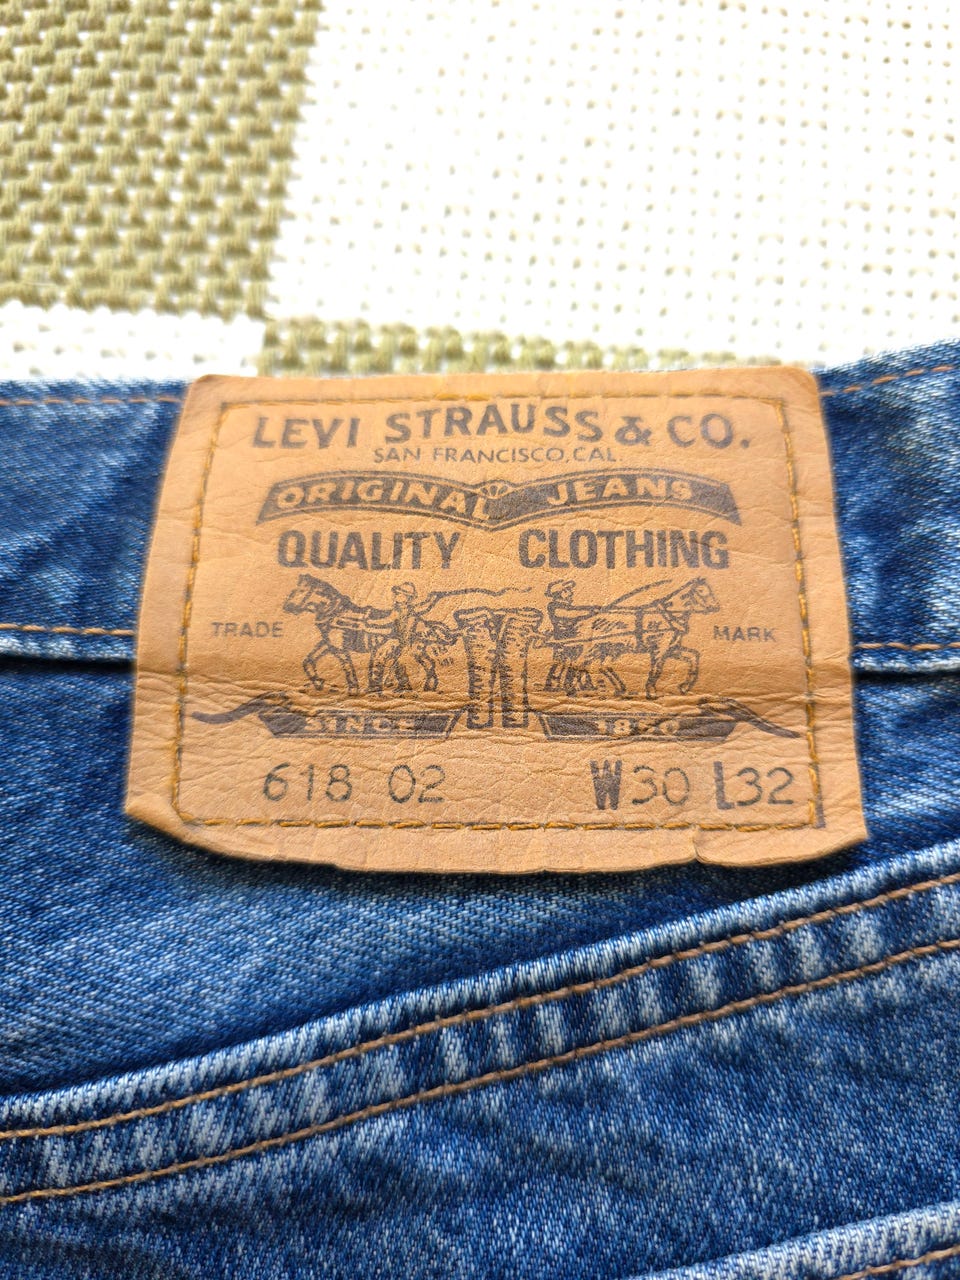 LEVI STRAUSS & CO.
SAN FRANCISCO, CAL.
ORIGINAL JEANS
QUALITY CLOTHING
TRADE MARK
SINCE 1850
618 02 W30 L32